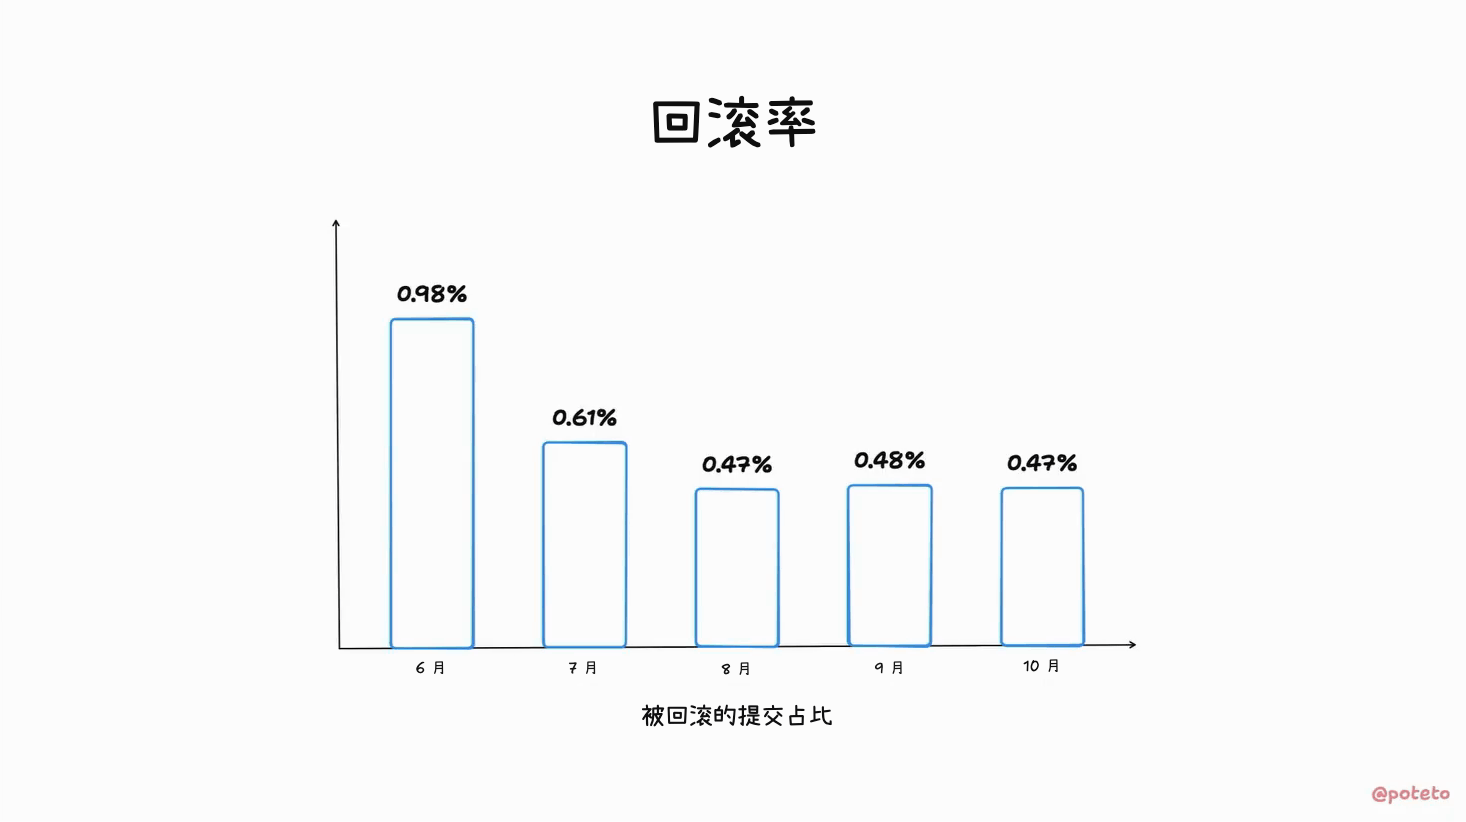 回滚率
0.98%
0.61%
0.47%
0.48%
0.47%
6 月
7 月
8 月
9 月
10 月
被回滚的提交占比
@poteto